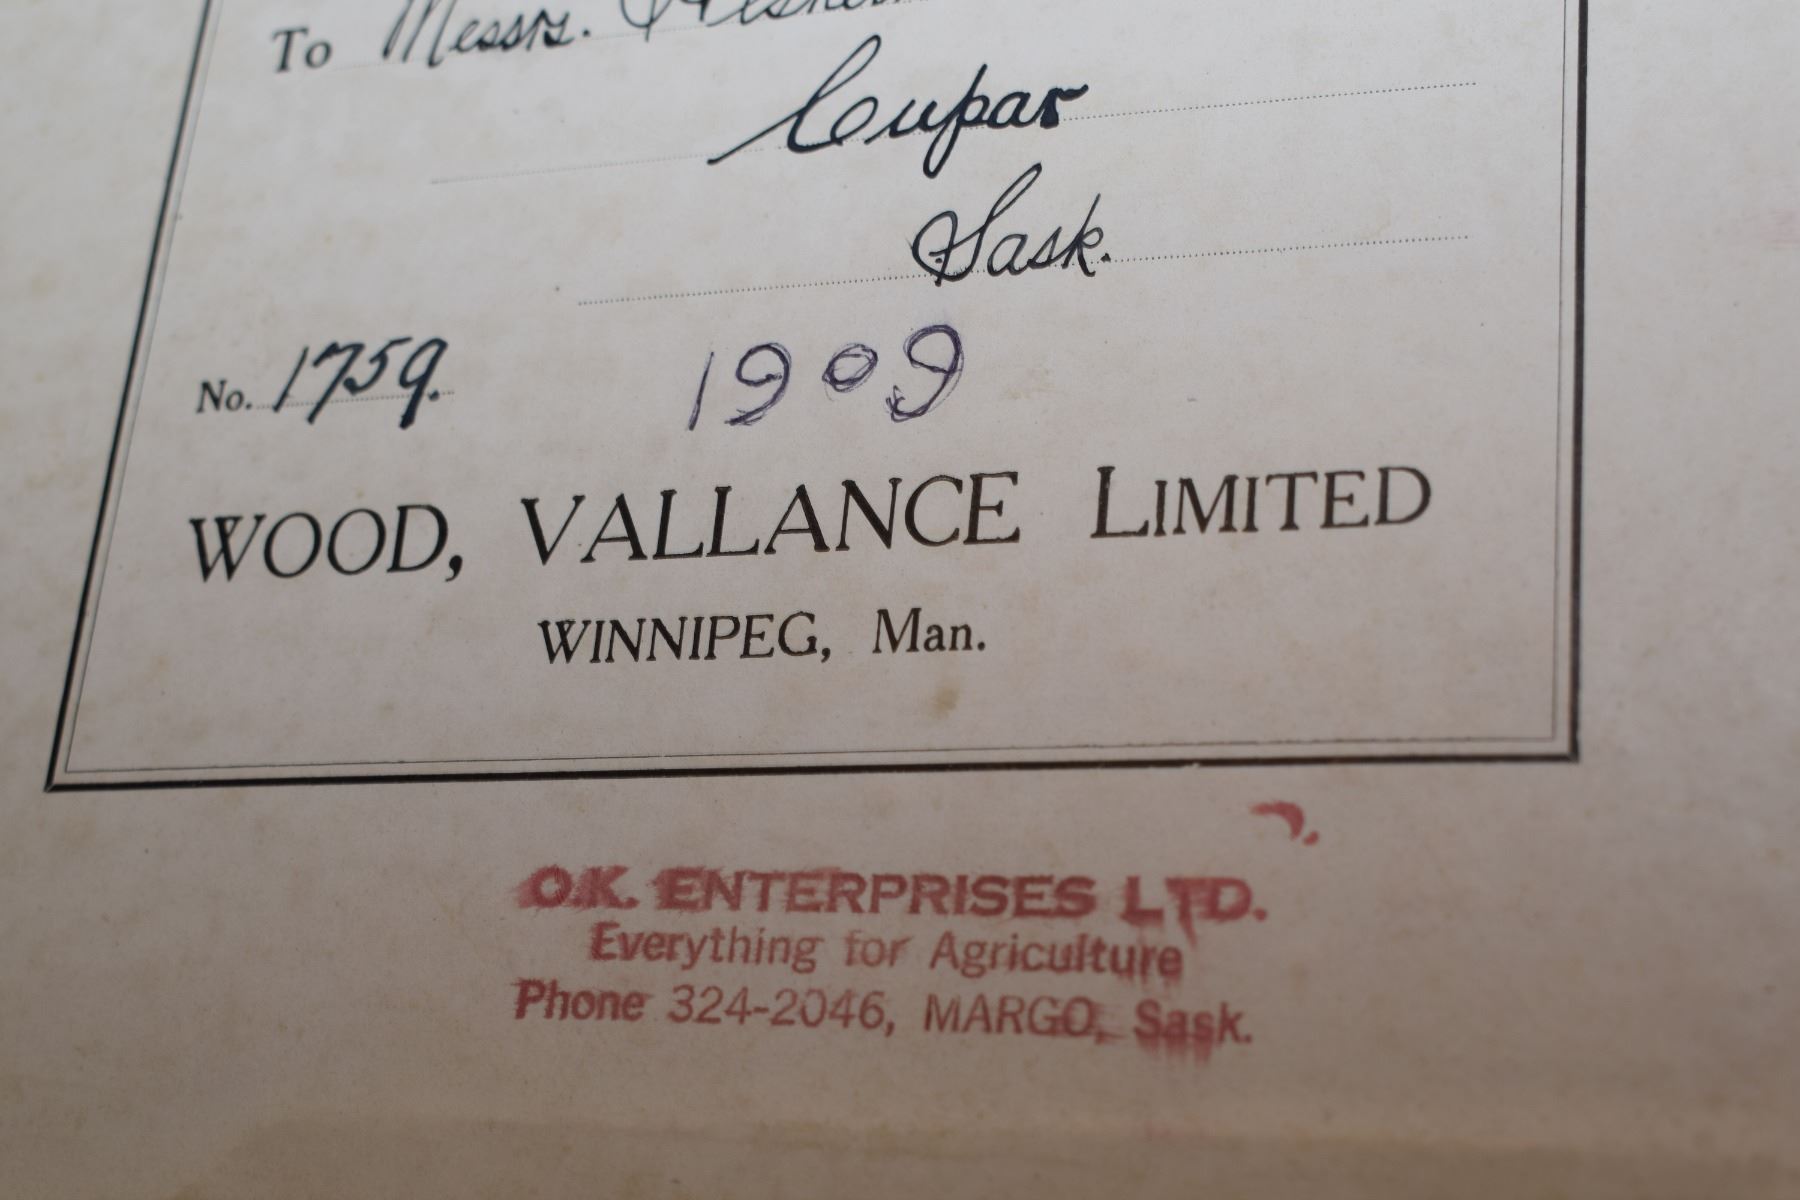 To Messrs.
Cupar
Sask.
No. 1759. 1909
WOOD, VALLANCE LIMITED
WINNIPEG, Man.
O.K. ENTERPRISES LTD.
Everything for Agriculture
Phone 324-2046, MARGO, Sask.